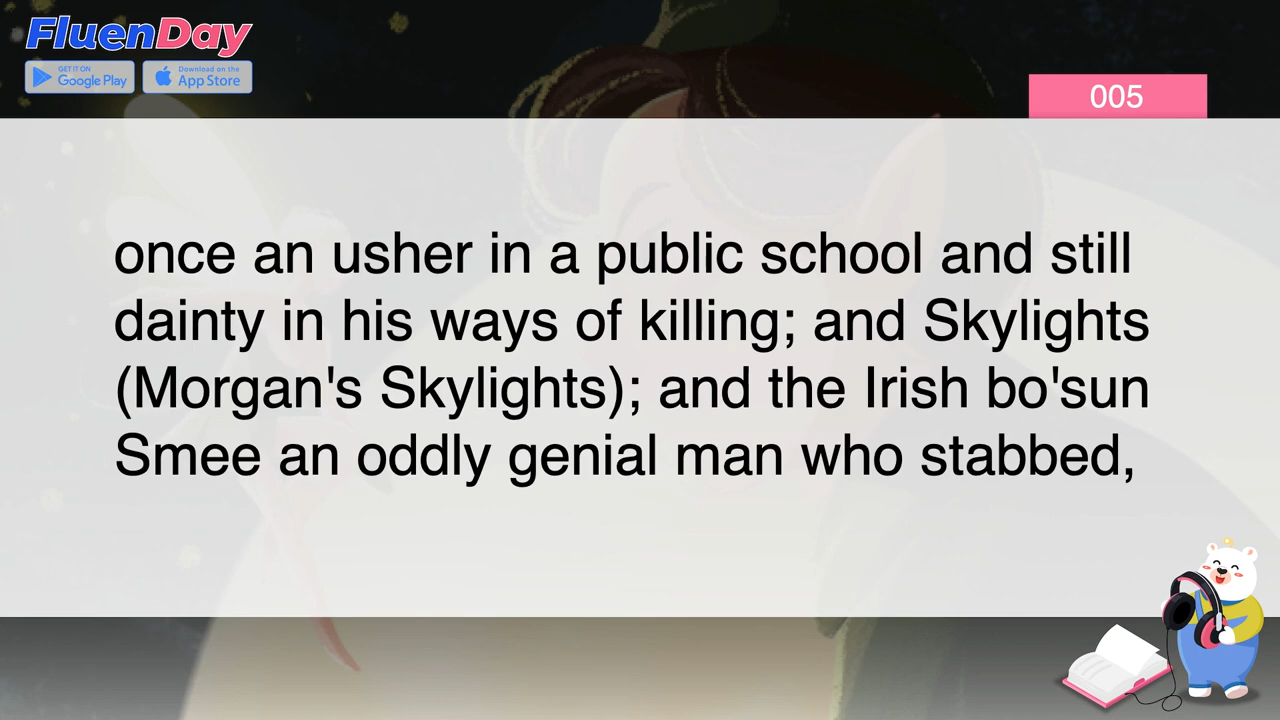 FluenDay
GET IT ON
Google Play
Download on the
App Store
005
once an usher in a public school and still
dainty in his ways of killing; and Skylights
(Morgan's Skylights); and the Irish bo'sun
Smee an oddly genial man who stabbed,